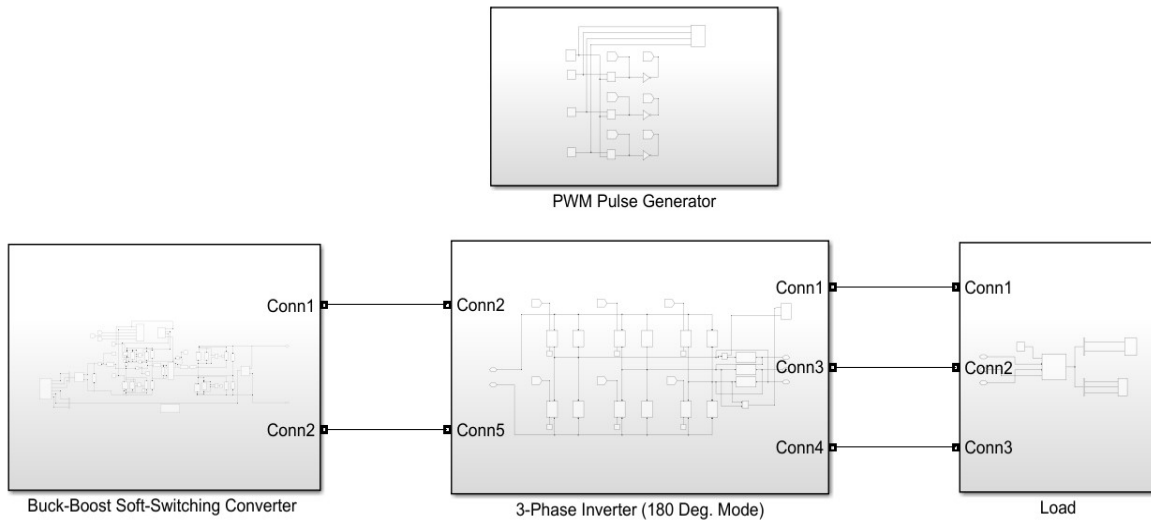 PWM Pulse Generator
Conn1
Conn2
Conn1
Conn1
Conn3
Conn2
Conn2
Conn5
Conn4
Conn3
Buck-Boost Soft-Switching Converter
3-Phase Inverter (180 Deg. Mode)
Load